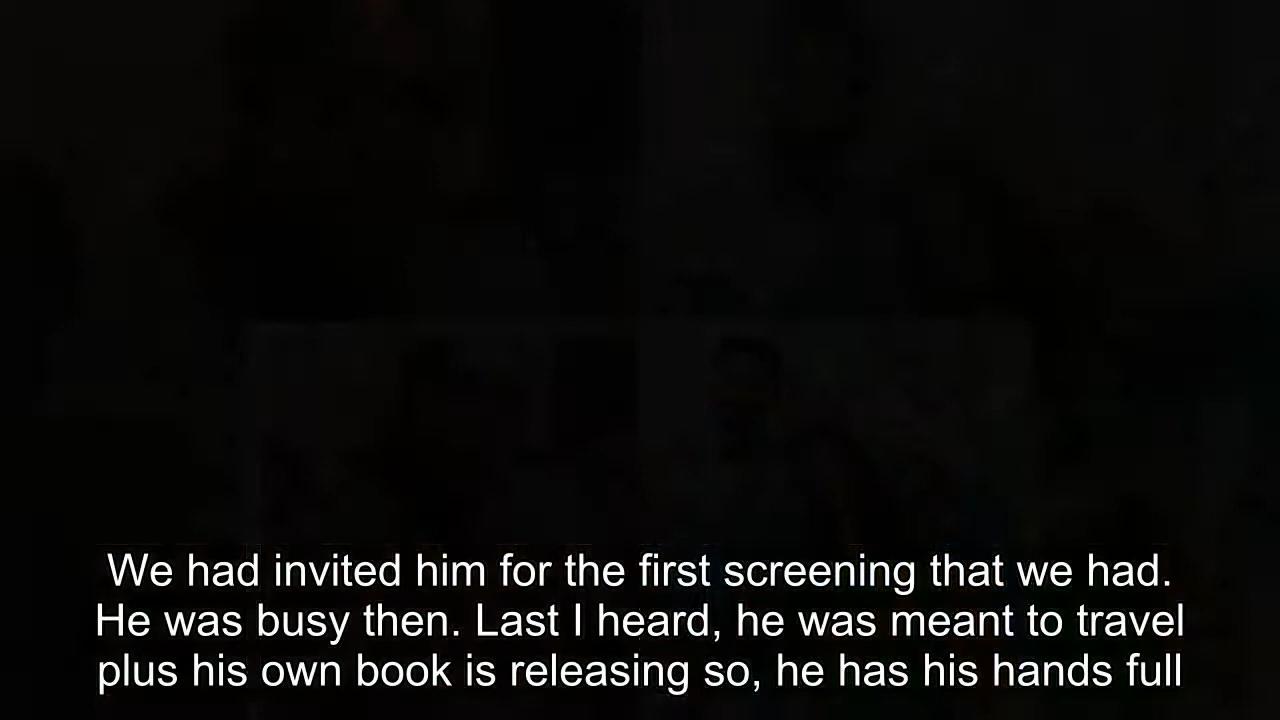 We had invited him for the first screening that we had.
He was busy then. Last I heard, he was meant to travel
plus his own book is releasing so, he has his hands full